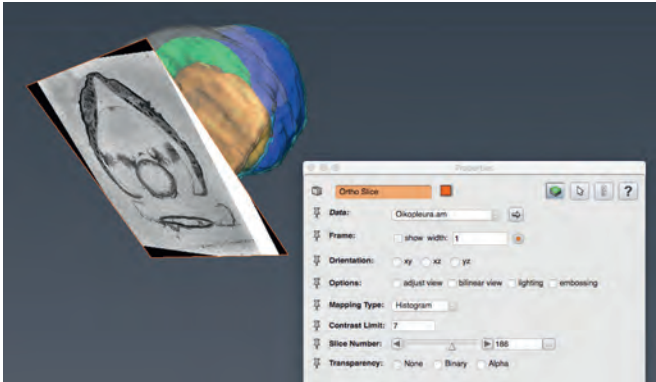 Properties
Ortho Slice
?
Data: Oikopleura.am
Frame: show width: 1
Orientation: xy xz yz
Options: adjust view bilinear view lighting embossing
Mapping Type: Histogram
Contrast Limit: 7
Slice Number: 186 ...
Transparency: None Binary Alpha